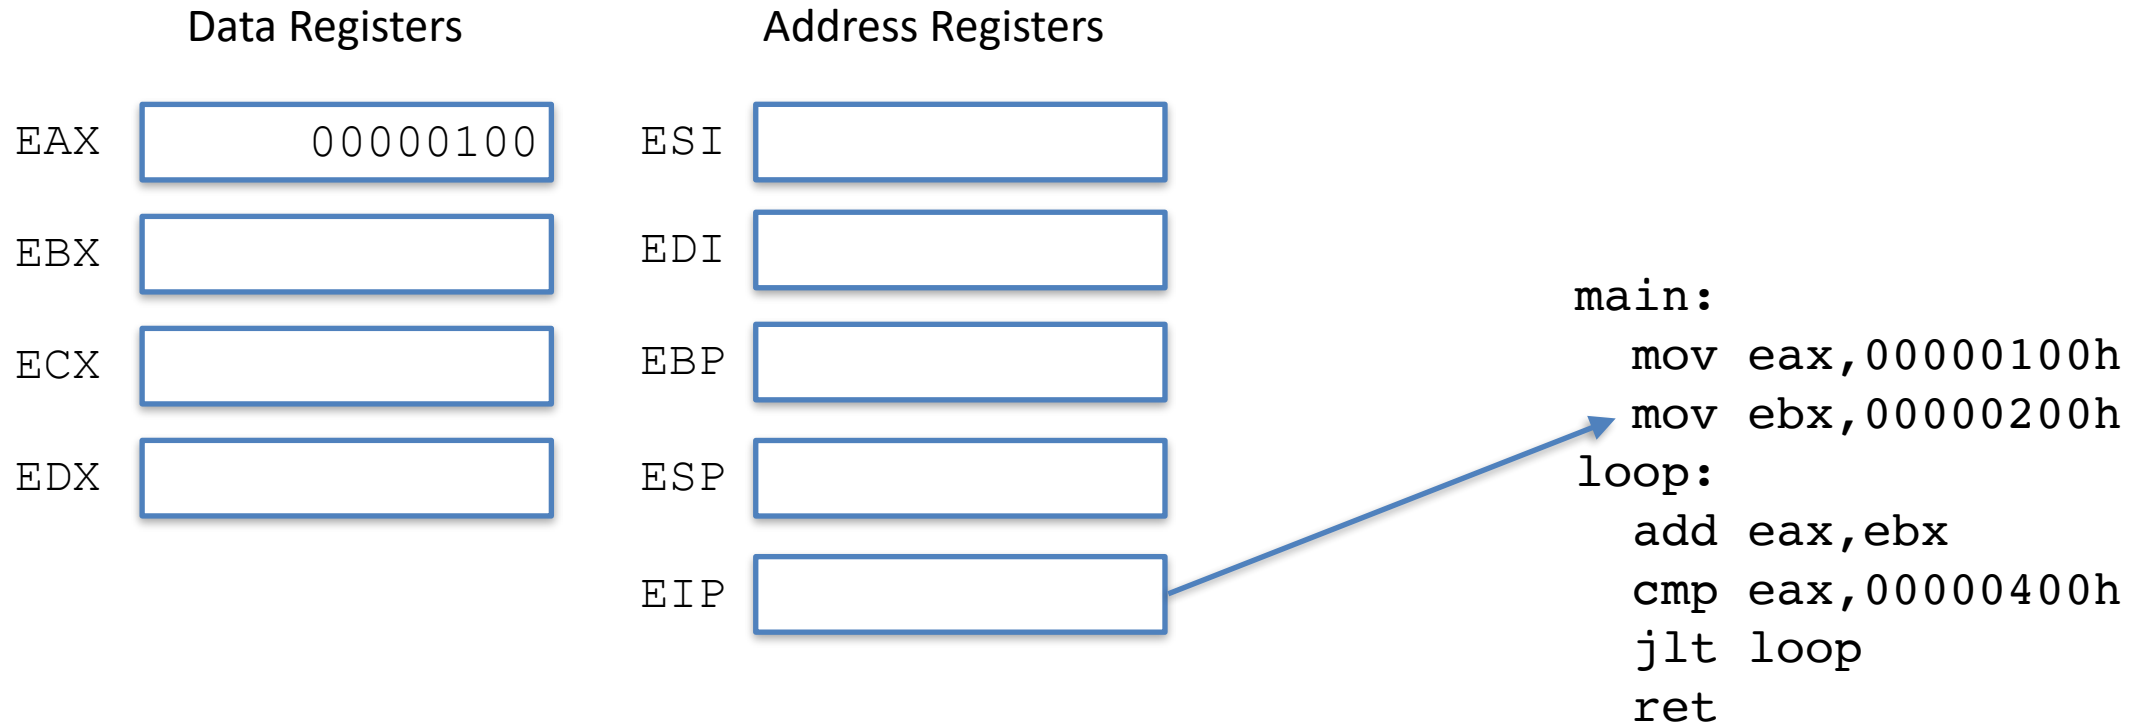 Data Registers
Address Registers
EAX 00000100
EBX
ECX
EDX
ESI
EDI
EBP
ESP
EIP
main:
mov eax,00000100h
mov ebx,00000200h
loop:
add eax,ebx
cmp eax,00000400h
jlt loop
ret